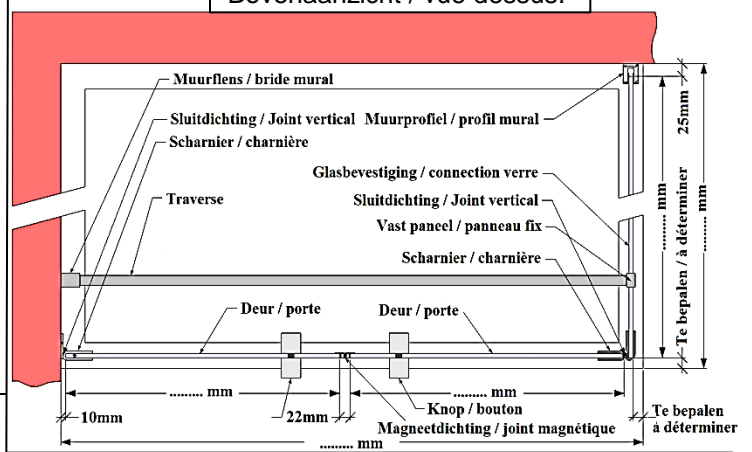 Bovenaanzicht / vue dessus:
Muurflens / bride mural
Sluitdichting / Joint vertical
Muurprofiel / profil mural
Scharnier / charnière
25mm
Glasbevestiging / connection verre
Sluitdichting / Joint vertical
Traverse
Vast paneel / panneau fix
Scharnier / charnière
......... mm
Te bepalen / à déterminer
......... mm
Deur / porte
Deur / porte
......... mm
......... mm
10mm
22mm
Knop / bouton
Magneetdichting / joint magnétique
Te bepalen
à déterminer
......... mm